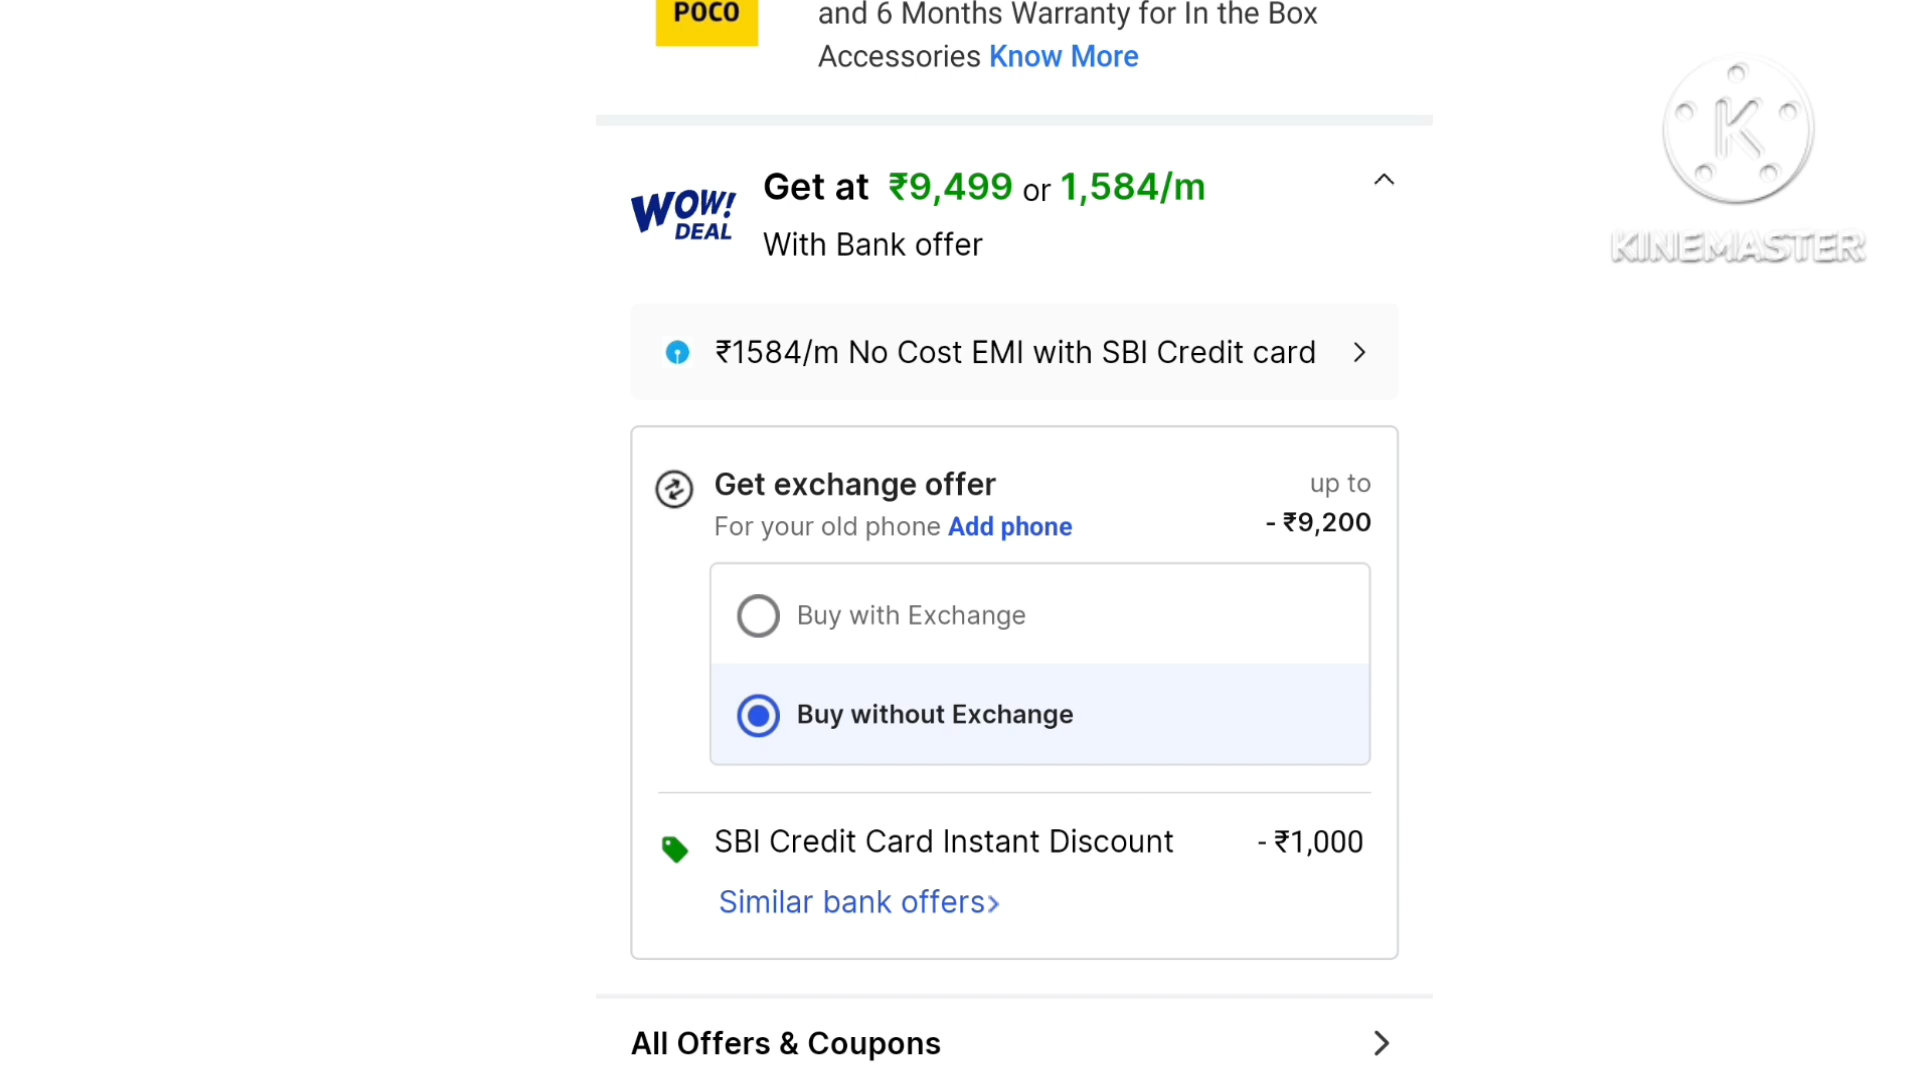 POCO
and 6 Months Warranty for In the Box
Accessories Know More
K
KINEMASTER
WOW!
DEAL
Get at ₹9,499 or 1,584/m
With Bank offer
₹1584/m No Cost EMI with SBI Credit card
Get exchange offer
up to
For your old phone Add phone
- ₹9,200
Buy with Exchange
Buy without Exchange
SBI Credit Card Instant Discount - ₹1,000
Similar bank offers
All Offers & Coupons